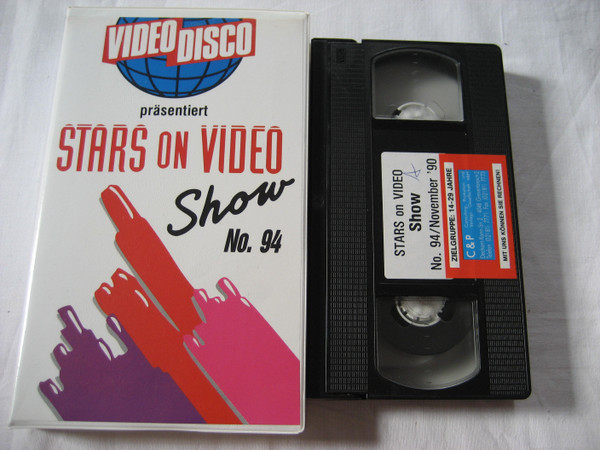 VIDEO DISCO
präsentiert
STARS ON VIDEO
Show
No. 94
STARS on VIDEO
Show
No. 94/November '90
ZIELGRUPPE: 14-29 JAHRE
C & P
MIT UNS KÖNNEN SIE RECHNEN!